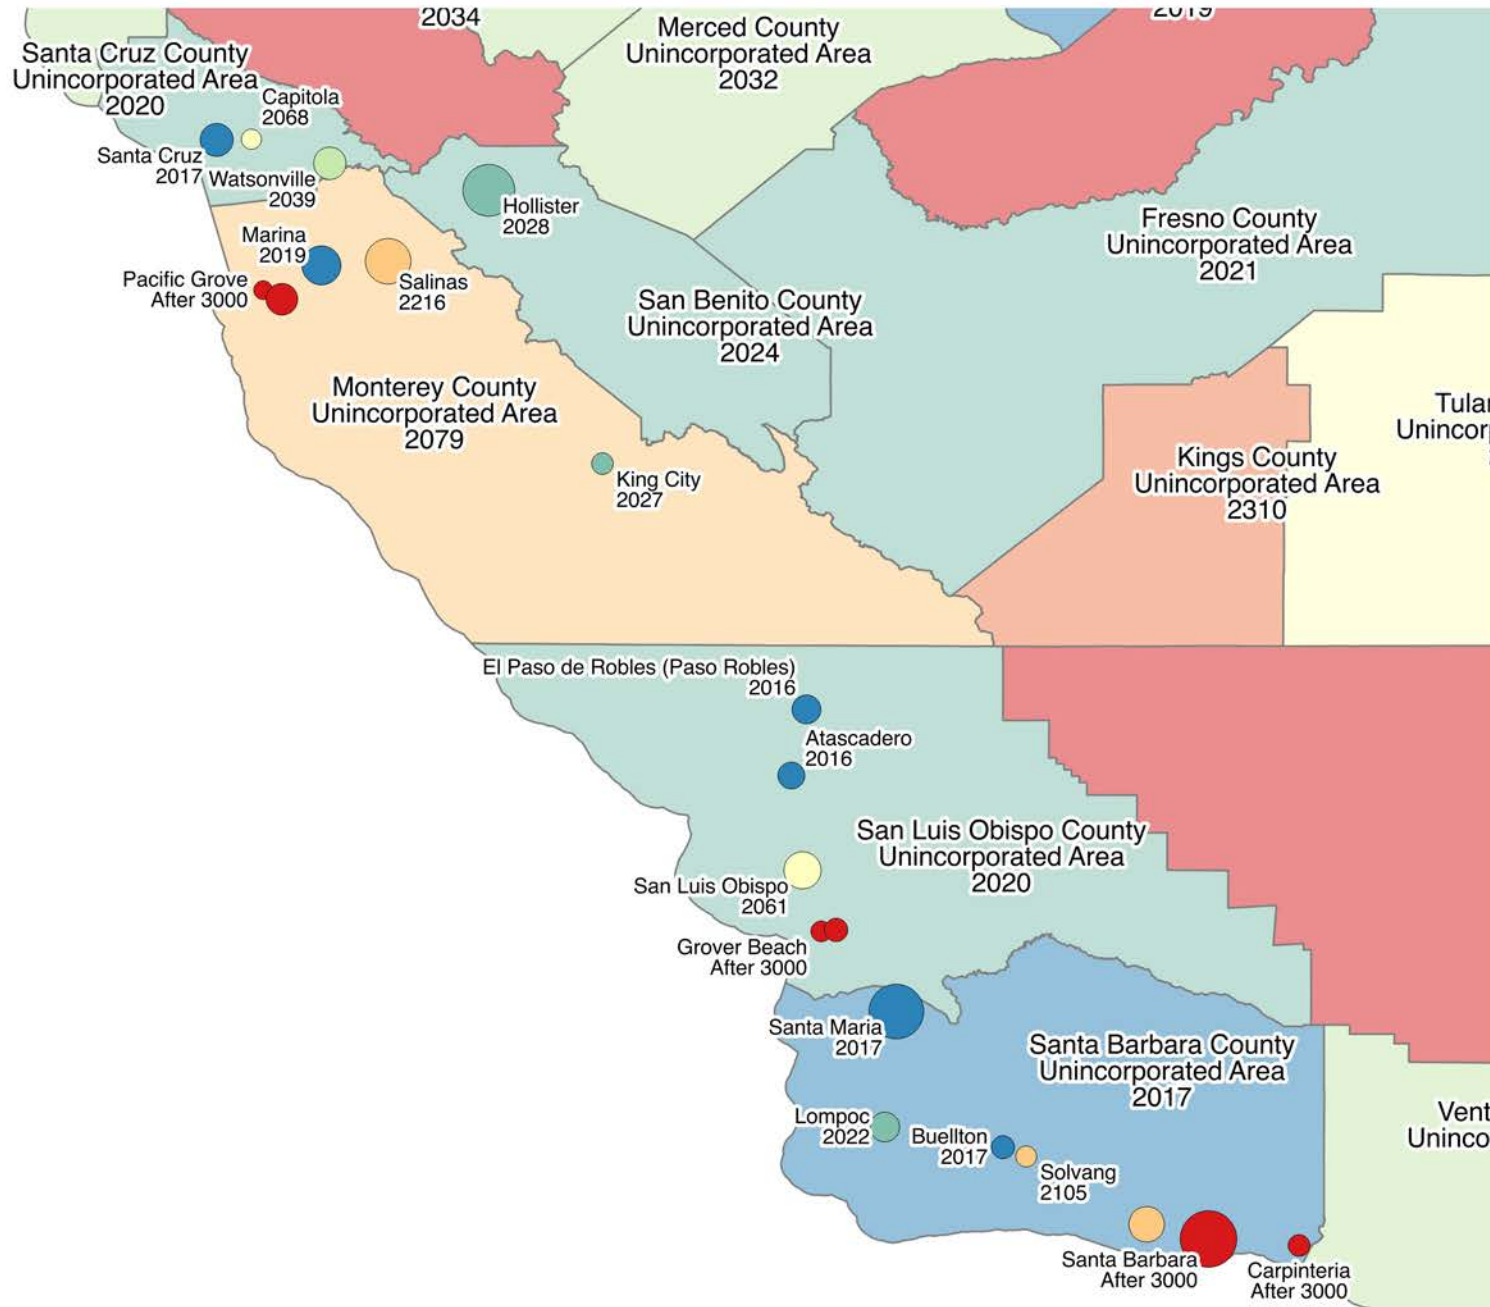 2034
Merced County
Unincorporated Area
2032
2019
Santa Cruz County
Unincorporated Area
2020
Capitola
2068
Santa Cruz
2017
Watsonville
2039
Hollister
2028
Marina
2019
Salinas
2216
Pacific Grove
After 3000
Fresno County
Unincorporated Area
2021
San Benito County
Unincorporated Area
2024
Monterey County
Unincorporated Area
2079
King City
2027
Kings County
Unincorporated Area
2310
Tular
Unincorp
El Paso de Robles (Paso Robles)
2016
Atascadero
2016
San Luis Obispo County
Unincorporated Area
2020
San Luis Obispo
2061
Grover Beach
After 3000
Santa Maria
2017
Santa Barbara County
Unincorporated Area
2017
Lompoc
2022
Buellton
2017
Solvang
2105
Vent
Uninco
Santa Barbara
After 3000
Carpinteria
After 3000